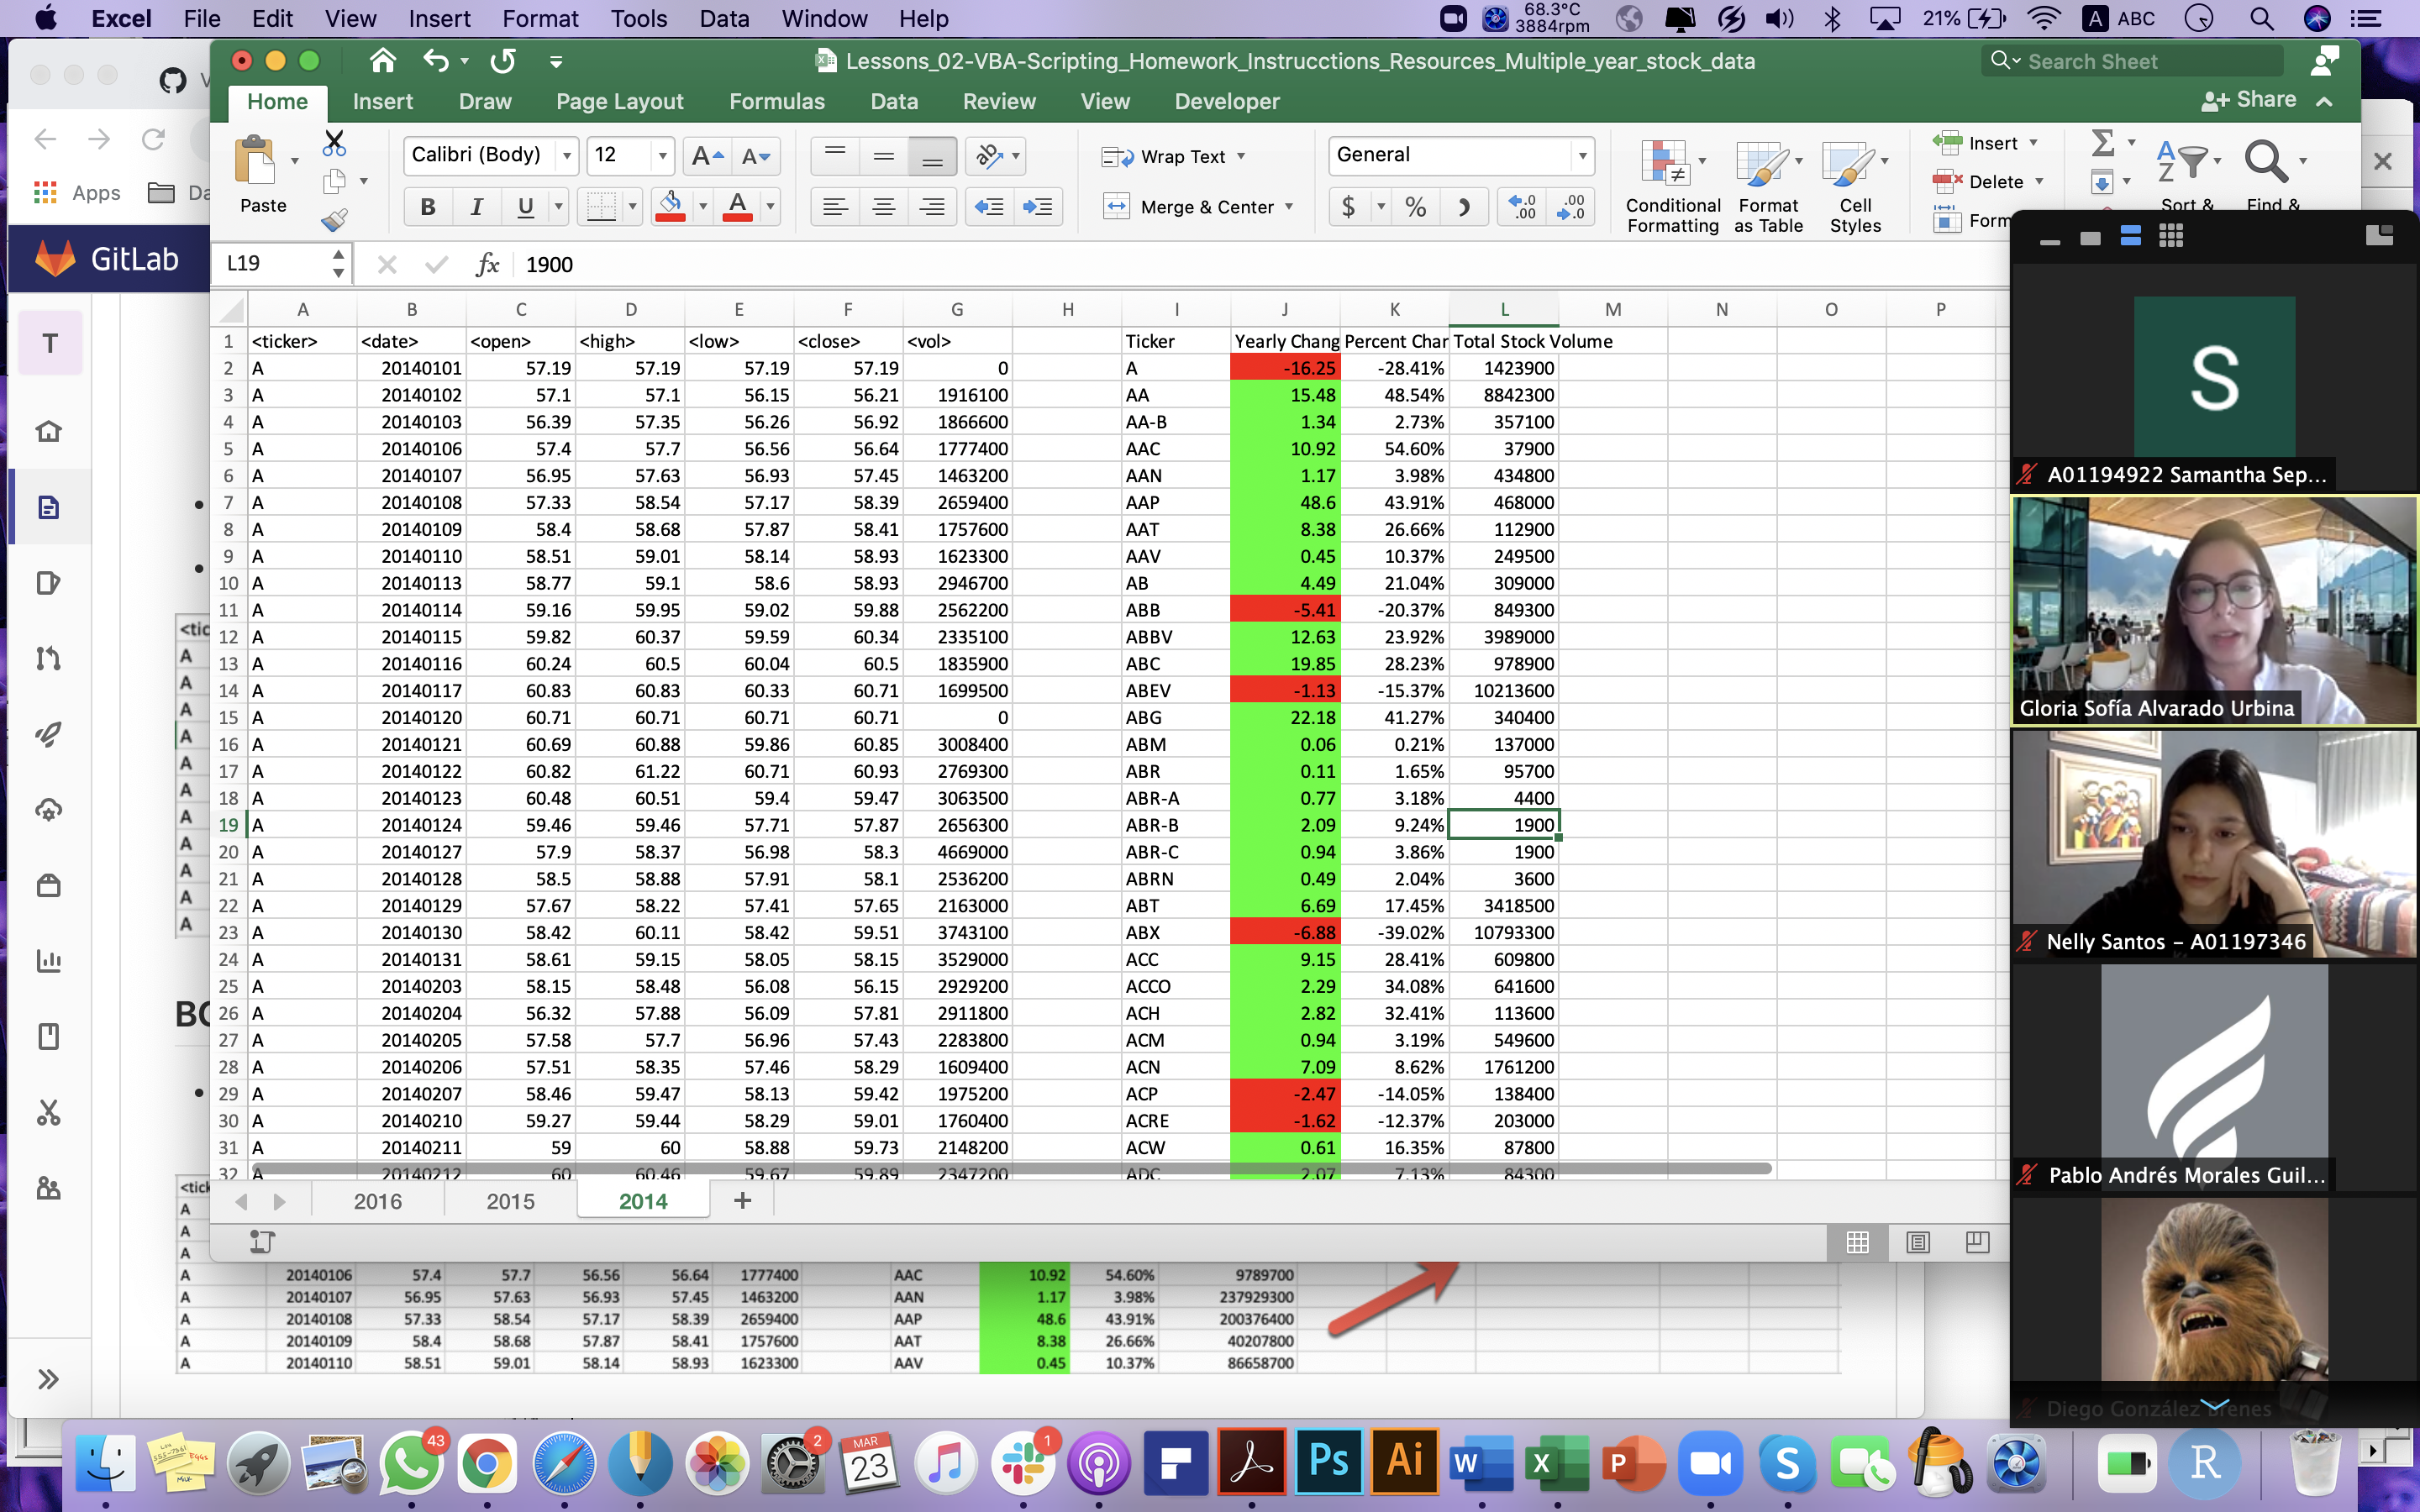 Excel File Edit View Insert Format Tools Data Window Help 68.3°C 3884rpm 21% A ABC
Lessons_02-VBA-Scripting_Homework_Instrucctions_Resources_Multiple_year_stock_data
Search Sheet
Home Insert Draw Page Layout Formulas Data Review View Developer Share
Paste Calibri (Body) 12 Wrap Text Merge & Center General Conditional Formatting Format as Table Cell Styles Insert Delete Form Sort & Find &
Apps Da
GitLab
L19 fx 1900
A B C D E F G H I J K L M N O P
1 <ticker> <date> <open> <high> <low> <close> <vol> Ticker Yearly Chang Percent Char Total Stock Volume
2 A 20140101 57.19 57.19 57.19 57.19 0 A -16.25 -28.41% 1423900
3 A 20140102 57.1 57.1 56.15 56.21 1916100 AA 15.48 48.54% 8842300
4 A 20140103 56.39 57.35 56.26 56.92 1866600 AA-B 1.34 2.73% 357100
5 A 20140106 57.4 57.7 56.56 56.64 1777400 AAC 10.92 54.60% 37900
6 A 20140107 56.95 57.63 56.93 57.45 1463200 AAN 1.17 3.98% 434800
7 A 20140108 57.33 58.54 57.17 58.39 2659400 AAP 48.6 43.91% 468000
8 A 20140109 58.4 58.68 57.87 58.41 1757600 AAT 8.38 26.66% 112900
9 A 20140110 58.51 59.01 58.14 58.93 1623300 AAV 0.45 10.37% 249500
10 A 20140113 58.77 59.1 58.6 58.93 2946700 AB 4.49 21.04% 309000
11 A 20140114 59.16 59.95 59.02 59.88 2562200 ABB -5.41 -20.37% 849300
12 A 20140115 59.82 60.37 59.59 60.34 2335100 ABBV 12.63 23.92% 3989000
13 A 20140116 60.24 60.5 60.04 60.5 1835900 ABC 19.85 28.23% 978900
14 A 20140117 60.83 60.83 60.33 60.71 1699500 ABEV -1.13 -15.37% 10213600
15 A 20140120 60.71 60.71 60.71 60.71 0 ABG 22.18 41.27% 340400
16 A 20140121 60.69 60.88 59.86 60.85 3008400 ABM 0.06 0.21% 137000
17 A 20140122 60.82 61.22 60.71 60.93 2769300 ABR 0.11 1.65% 95700
18 A 20140123 60.48 60.51 59.4 59.47 3063500 ABR-A 0.77 3.18% 4400
19 A 20140124 59.46 59.46 57.71 57.87 2656300 ABR-B 2.09 9.24% 1900
20 A 20140127 57.9 58.37 56.98 58.3 4669000 ABR-C 0.94 3.86% 1900
21 A 20140128 58.5 58.88 57.91 58.1 2536200 ABRN 0.49 2.04% 3600
22 A 20140129 57.67 58.22 57.41 57.65 2163000 ABT 6.69 17.45% 3418500
23 A 20140130 58.42 60.11 58.42 59.51 3743100 ABX -6.88 -39.02% 10793300
24 A 20140131 58.61 59.15 58.05 58.15 3529000 ACC 9.15 28.41% 609800
25 A 20140203 58.15 58.48 56.08 56.15 2929200 ACCO 2.29 34.08% 641600
26 A 20140204 56.32 57.88 56.09 57.81 2911800 ACH 2.82 32.41% 113600
27 A 20140205 57.58 57.7 56.96 57.43 2283800 ACM 0.94 3.19% 549600
28 A 20140206 57.51 58.35 57.46 58.29 1609400 ACN 7.09 8.62% 1761200
29 A 20140207 58.46 59.47 58.13 59.42 1975200 ACP -2.47 -14.05% 138400
30 A 20140210 59.27 59.44 58.29 59.01 1760400 ACRE -1.62 -12.37% 203000
31 A 20140211 59 60 58.88 59.73 2148200 ACW 0.61 16.35% 87800
32 A 20140212 60 60.46 59.67 59.89 2347200 ADC 2.07 7.13% 84300
2016 2015 2014 +
T
<tic
A
A
A
A
A
A
A
A
A
A
A
BO
<tick
A
A
A
A 20140106 57.4 57.7 56.56 56.64 1777400 AAC 10.92 54.60% 9789700
A 20140107 56.95 57.63 56.93 57.45 1463200 AAN 1.17 3.98% 237929300
A 20140108 57.33 58.54 57.17 58.39 2659400 AAP 48.6 43.91% 200376400
A 20140109 58.4 58.68 57.87 58.41 1757600 AAT 8.38 26.66% 40207800
A 20140110 58.51 59.01 58.14 58.93 1623300 AAV 0.45 10.37% 86658700
S
A01194922 Samantha Sep...
Gloria Sofía Alvarado Urbina
Nelly Santos - A01197346
Pablo Andrés Morales Guil...
Diego González Brenes
43 2 MAR 23 1 Ps Ai W X P S R